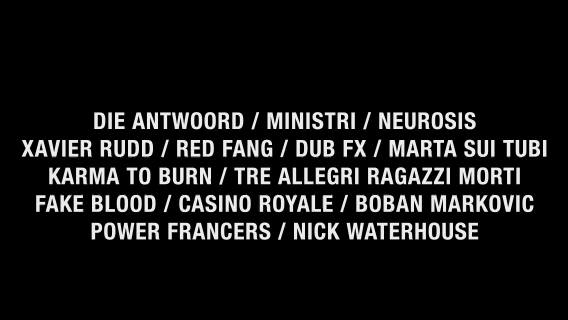 DIE ANTWOORD / MINISTRI / NEUROSIS
XAVIER RUDD / RED FANG / DUB FX / MARTA SUI TUBI
KARMA TO BURN / TRE ALLEGRI RAGAZZI MORTI
FAKE BLOOD / CASINO ROYALE / BOBAN MARKOVIC
POWER FRANCERS / NICK WATERHOUSE